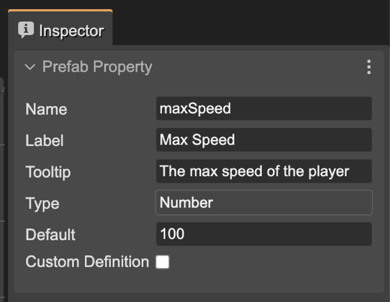 Inspector
Prefab Property
Name maxSpeed
Label Max Speed
Tooltip The max speed of the player
Type Number
Default 100
Custom Definition